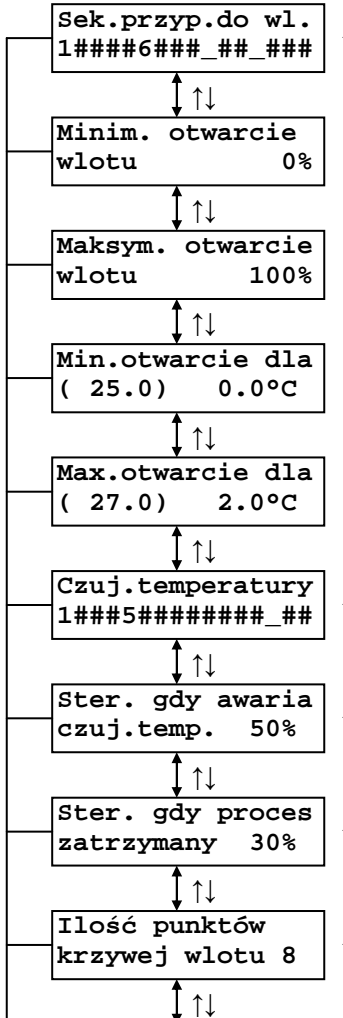 Sek.przyp.do wl.
1####6###_##_###
↑↓
Minim. otwarcie
wlotu 0%
↑↓
Maksym. otwarcie
wlotu 100%
↑↓
Min.otwarcie dla
( 25.0) 0.0°C
↑↓
Max.otwarcie dla
( 27.0) 2.0°C
↑↓
Czuj.temperatury
1###5########_##
↑↓
Ster. gdy awaria
czuj.temp. 50%
↑↓
Ster. gdy proces
zatrzymany 30%
↑↓
Ilość punktów
krzywej wlotu 8
↑↓